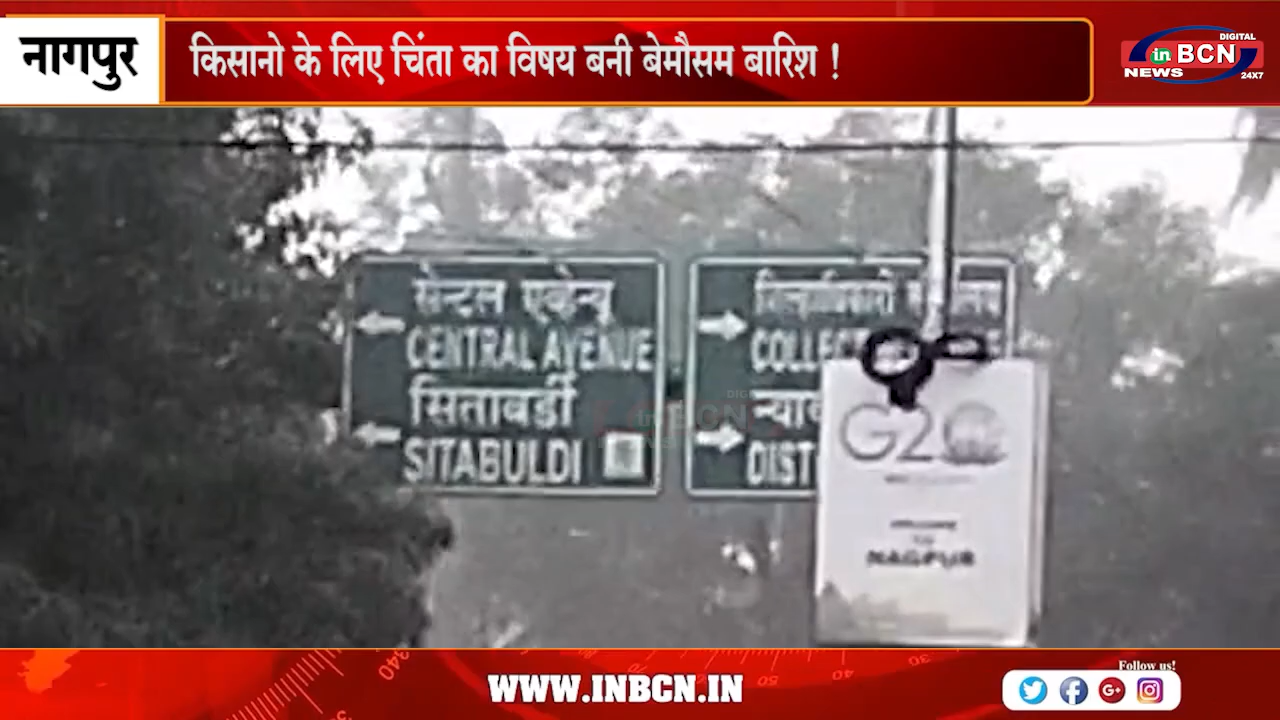 नागपुर
किसानो के लिए चिंता का विषय बनी बेमौसम बारिश !
DIGITAL
in BCN
NEWS
24X7
सेन्ट्रल एव्हेन्यू
CENTRAL AVENUE
सिताबर्डी
SITABULDI
जिल्हाधिकारी
COLLECT
DIST
G20
NAGPUR
WWW.INBCN.IN
Follow us!